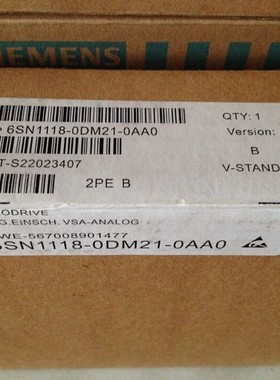 SIEMENS
6SN1118-0DM21-0AA0
QTY: 1
Version:
B
T-S22023407
V-STAND
2PE B
ODRIVE
G.EINSCH. VSA-ANALOG
WE-567008901477
6SN1118-0DM21-0AA0